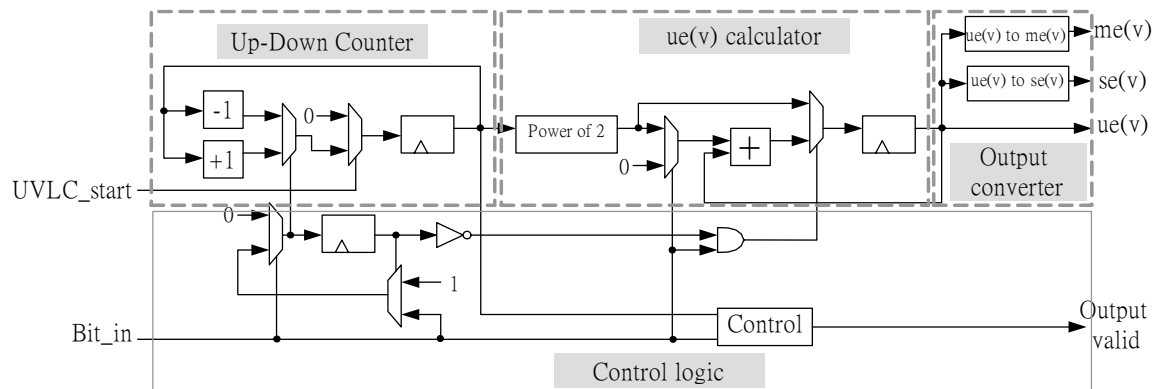 Up-Down Counter
ue(v) calculator
ue(v) to me(v)
me(v)
-1
0
ue(v) to se(v)
se(v)
Power of 2
ue(v)
+1
+
0
Output
converter
UVLC_start
0
1
Bit_in
Control
Output
valid
Control logic